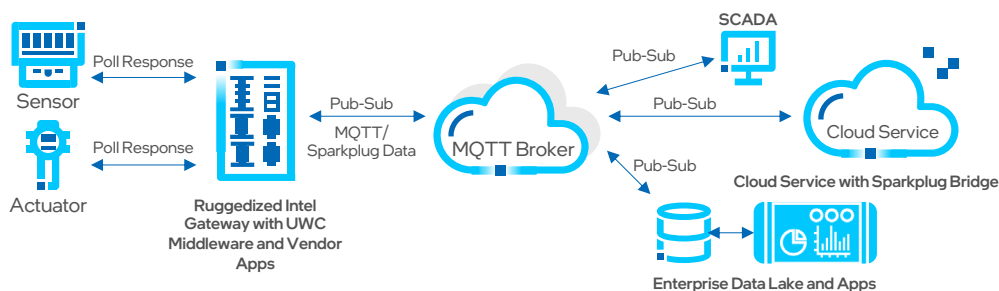 SCADA
Poll Response
Pub-Sub
Sensor
Pub-Sub
Pub-Sub
MQTT/
Sparkplug Data
MQTT Broker
Cloud Service
Poll Response
Pub-Sub
Cloud Service with Sparkplug Bridge
Actuator
Ruggedized Intel
Gateway with UWC
Middleware and Vendor
Apps
Enterprise Data Lake and Apps